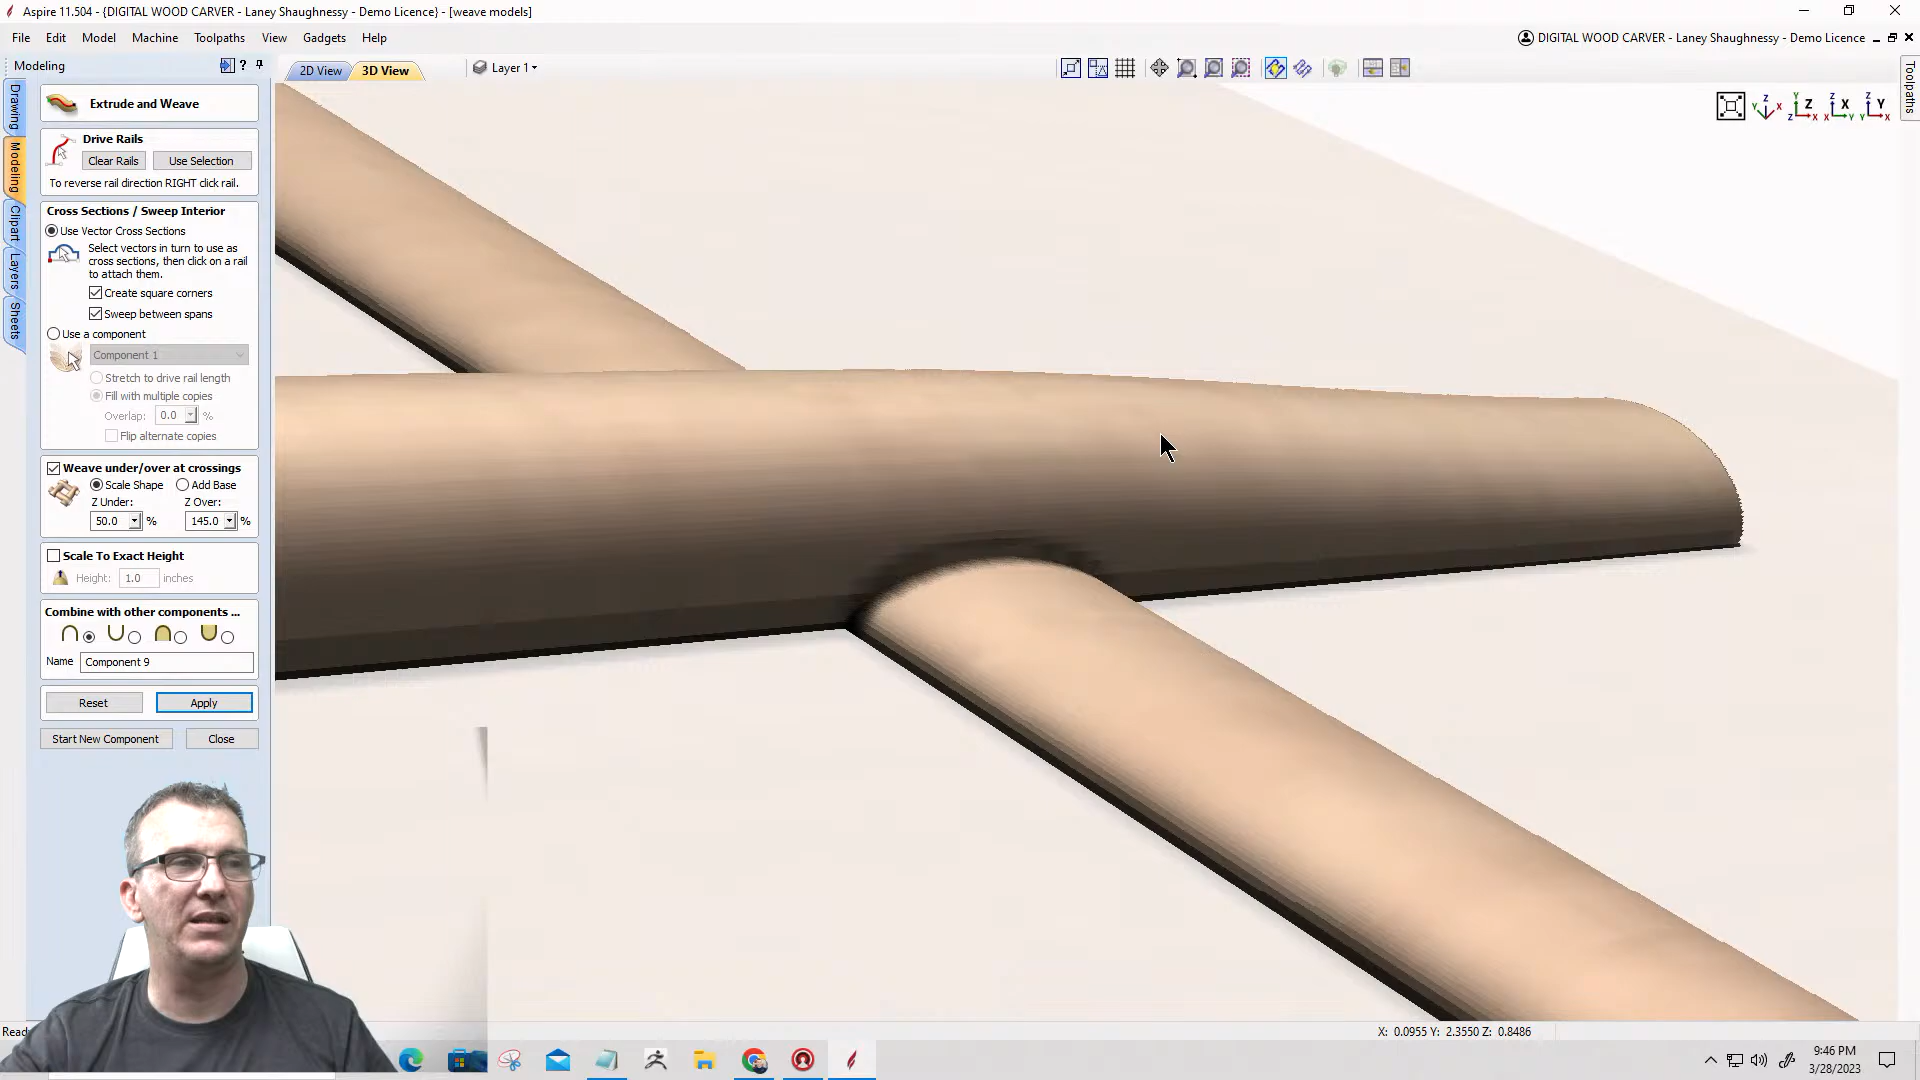 Aspire 11.504 - {DIGITAL WOOD CARVER - Laney Shaughnessy - Demo Licence} - [weave models]
File Edit Model Machine Toolpaths View Gadgets Help
DIGITAL WOOD CARVER - Laney Shaughnessy - Demo Licence
Modeling
2D View 3D View Layer 1
Drawing
Modeling
Clipart
Layers
Sheets
Toolpaths
Extrude and Weave
Drive Rails
Clear Rails Use Selection
To reverse rail direction RIGHT click rail.
Cross Sections / Sweep Interior
Use Vector Cross Sections
Select vectors in turn to use as
cross sections, then click on a rail
to attach them.
Create square corners
Sweep between spans
Use a component
Component 1
Stretch to drive rail length
Fill with multiple copies
Overlap: 0.0 %
Flip alternate copies
Weave under/over at crossings
Scale Shape Add Base
Z Under: Z Over:
50.0 % 145.0 %
Scale To Exact Height
Height: 1.0 inches
Combine with other components ...
Name Component 9
Reset Apply
Start New Component Close
X: 0.0955 Y: 2.3550 Z: 0.8486
9:46 PM
3/28/2023